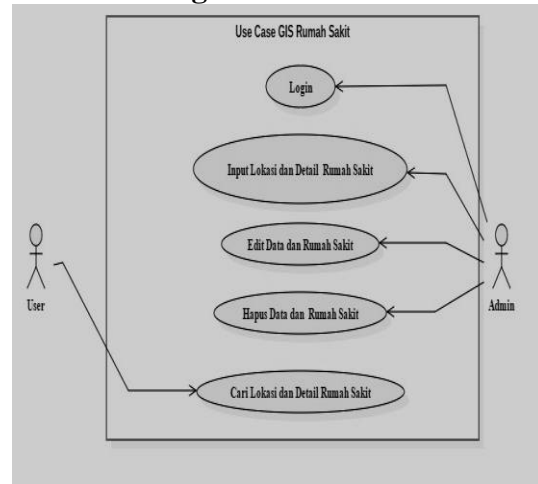 Use Case GIS Rumah Sakit
Login
Input Lokasi dan Detail Rumah Sakit
Edit Data dan Rumah Sakit
Hapus Data dan Rumah Sakit
User
Admin
Cari Lokasi dan Detail Rumah Sakit